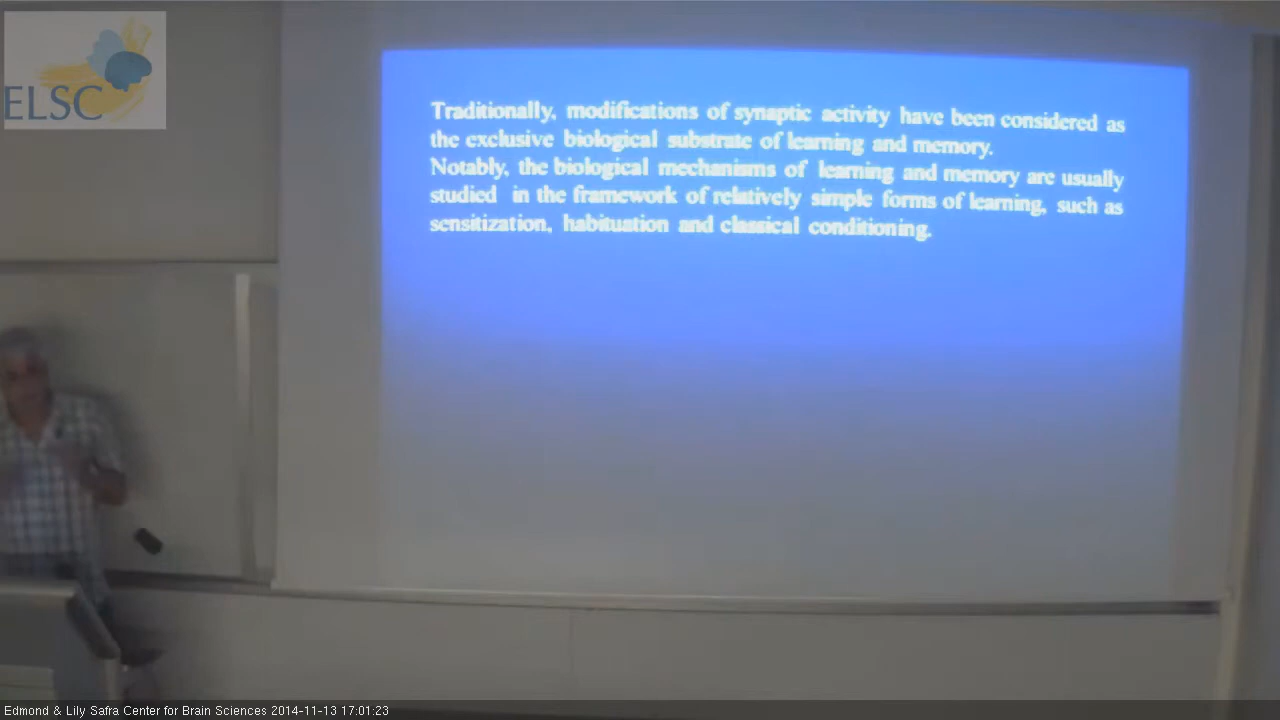 ELSC
Traditionally, modifications of synaptic activity have been considered as
the exclusive biological substrate of learning and memory.
Notably, the biological mechanisms of learning and memory are usually
studied in the framework of relatively simple forms of learning, such as
sensitization, habituation and classical conditioning.
Edmond & Lily Safra Center for Brain Sciences 2014-11-13 17:01:23